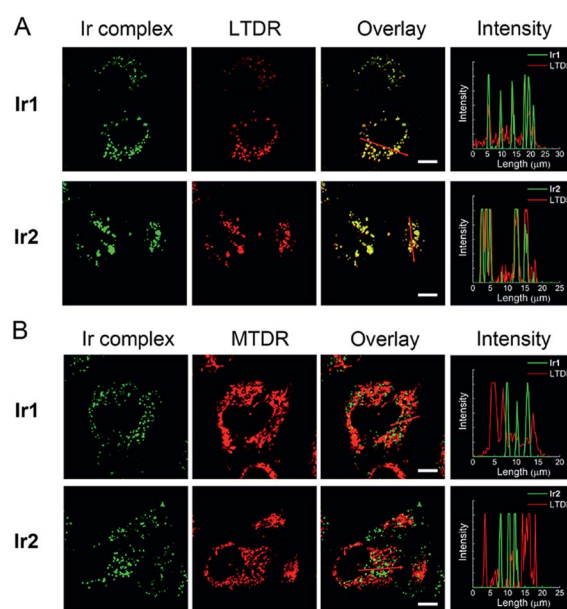 A
Ir complex LTDR Overlay Intensity
Ir1
Intensity
Ir1
LTDR
0 5 10 15 20 25 30
Length (μm)
Ir2
Intensity
Ir2
LTDR
0 5 10 15 20 25
Length (μm)
B
Ir complex MTDR Overlay Intensity
Ir1
Intensity
Ir1
LTDR
0 5 10 15 20 25
Length (μm)
Ir2
Intensity
Ir2
LTDR
0 5 10 15 20 25
Length (μm)